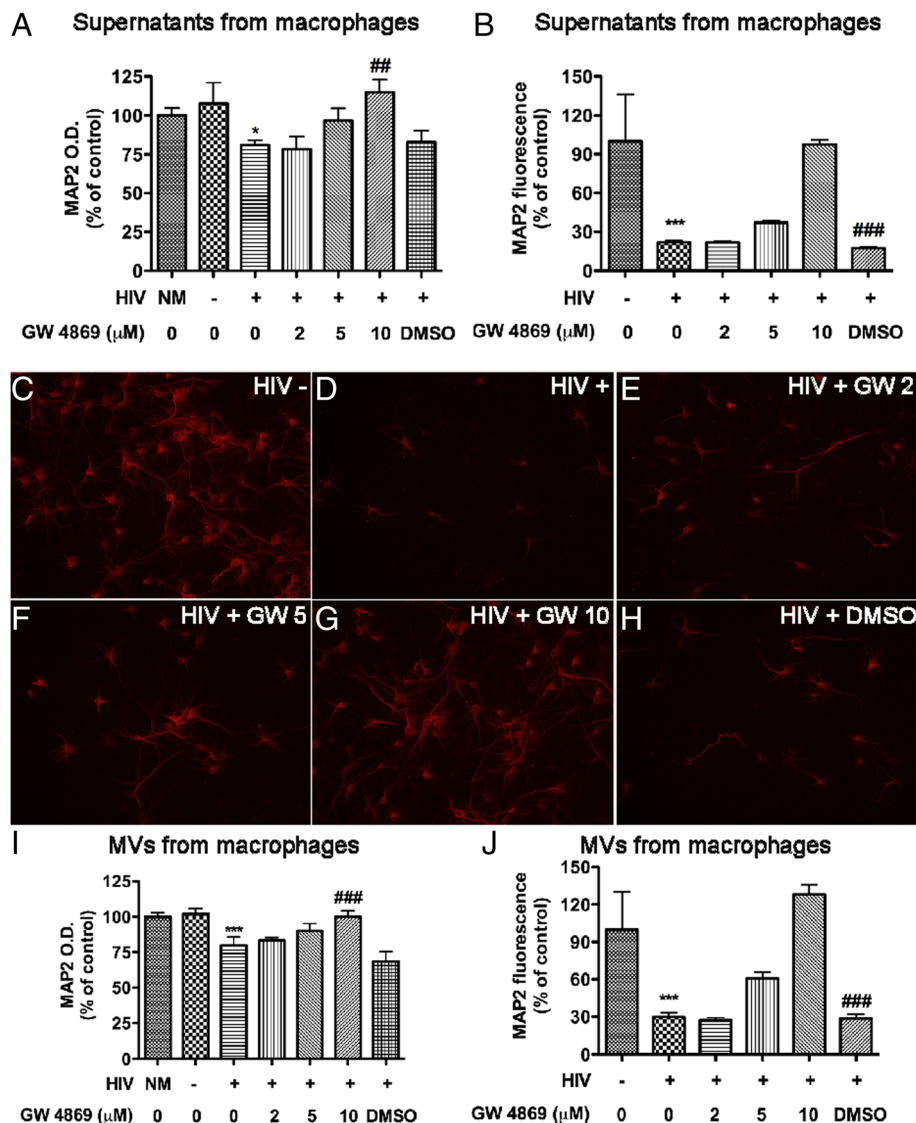 A Supernatants from macrophages
MAP2 O.D.
(% of control)
125
100
75
50
25
0
*
##
HIV NM - + + + + +
GW 4869 (μM) 0 0 0 2 5 10 DMSO
B Supernatants from macrophages
MAP2 fluorescence
(% of control)
150
120
90
60
30
0
***
###
HIV - + + + + +
0 0 2 5 10 DMSO
C HIV -
D HIV +
E HIV + GW 2
F HIV + GW 5
G HIV + GW 10
H HIV + DMSO
I MVs from macrophages
MAP2 O.D.
(% of control)
125
100
75
50
25
0
***
###
HIV NM - + + + + +
GW 4869 (μM) 0 0 0 2 5 10 DMSO
J MVs from macrophages
MAP2 fluorescence
(% of control)
150
120
90
60
30
0
***
###
HIV - + + + + +
GW 4869 (μM) 0 0 2 5 10 DMSO